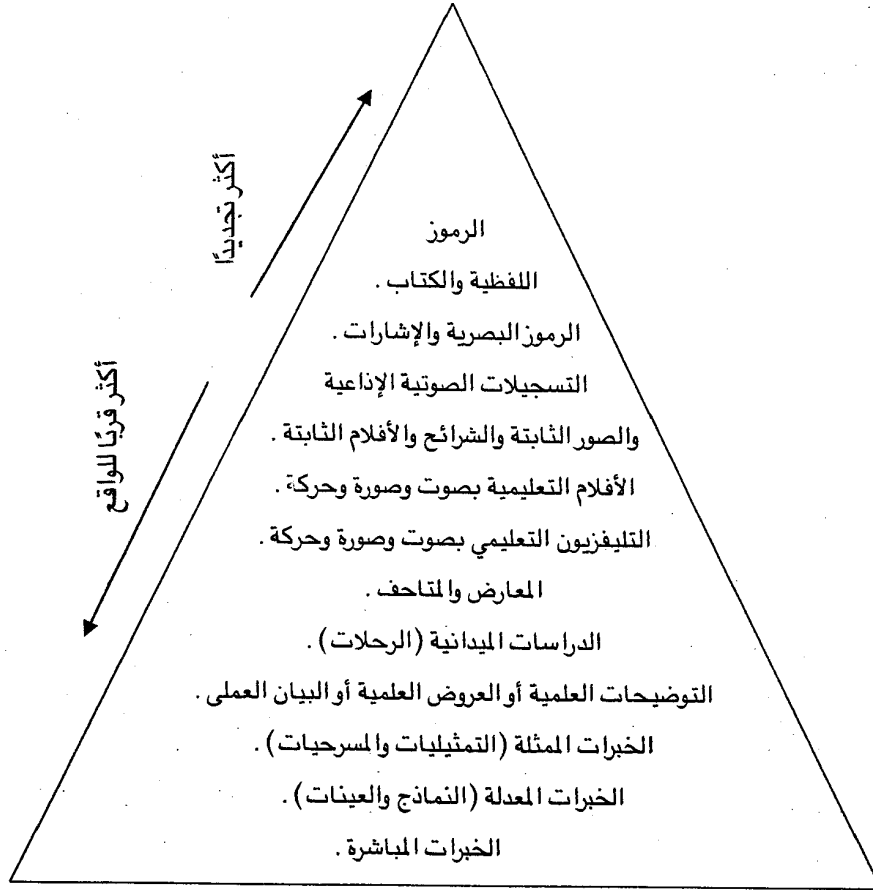 أكثر تجديدًا
أكثر قربًا للواقع
الرموز
اللفظية والكتاب .
الرموز البصرية والإشارات .
التسجيلات الصوتية الإذاعية
والصور الثابتة والشرائح والأفلام الثابتة .
الأفلام التعليمية بصوت وصورة وحركة .
التليفزيون التعليمي بصوت وصورة وحركة .
المعارض والمتاحف .
الدراسات الميدانية (الرحلات) .
التوضيحات العلمية أو العروض العلمية أو البيان العملى .
الخبرات الممثلة (التمثيليات والمسرحيات) .
الخبرات المعدلة (النماذج والعينات) .
الخبرات المباشرة .